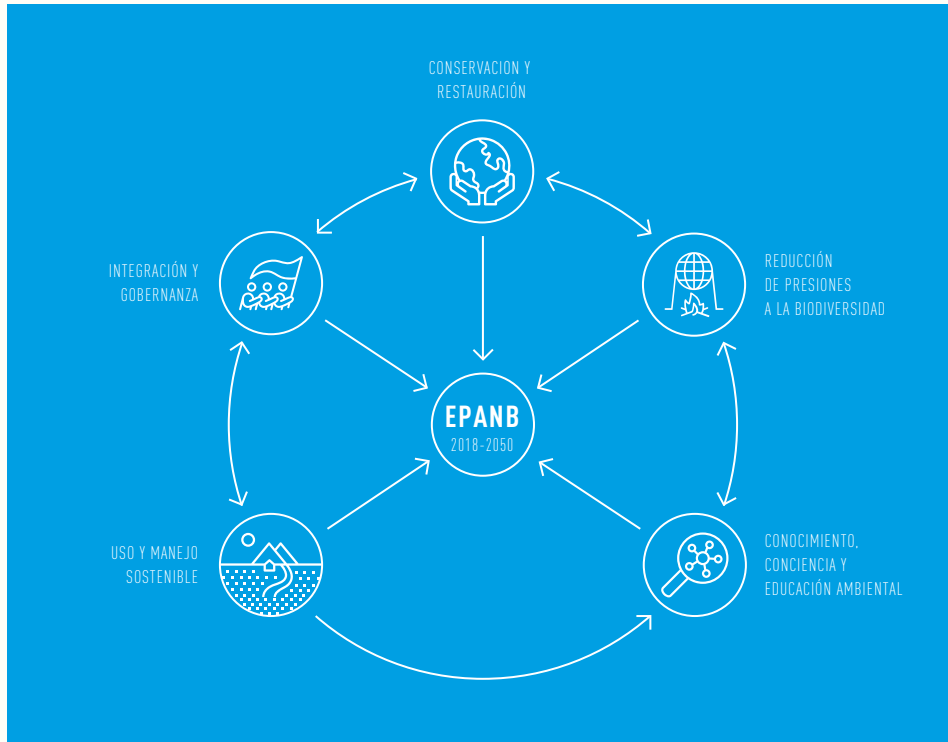 CONSERVACION Y
RESTAURACIÓN
INTEGRACIÓN Y
GOBERNANZA
REDUCCIÓN
DE PRESIONES
A LA BIODIVERSIDAD
EPANB
2018-2050
USO Y MANEJO
SOSTENIBLE
CONOCIMIENTO,
CONCIENCIA Y
EDUCACIÓN AMBIENTAL